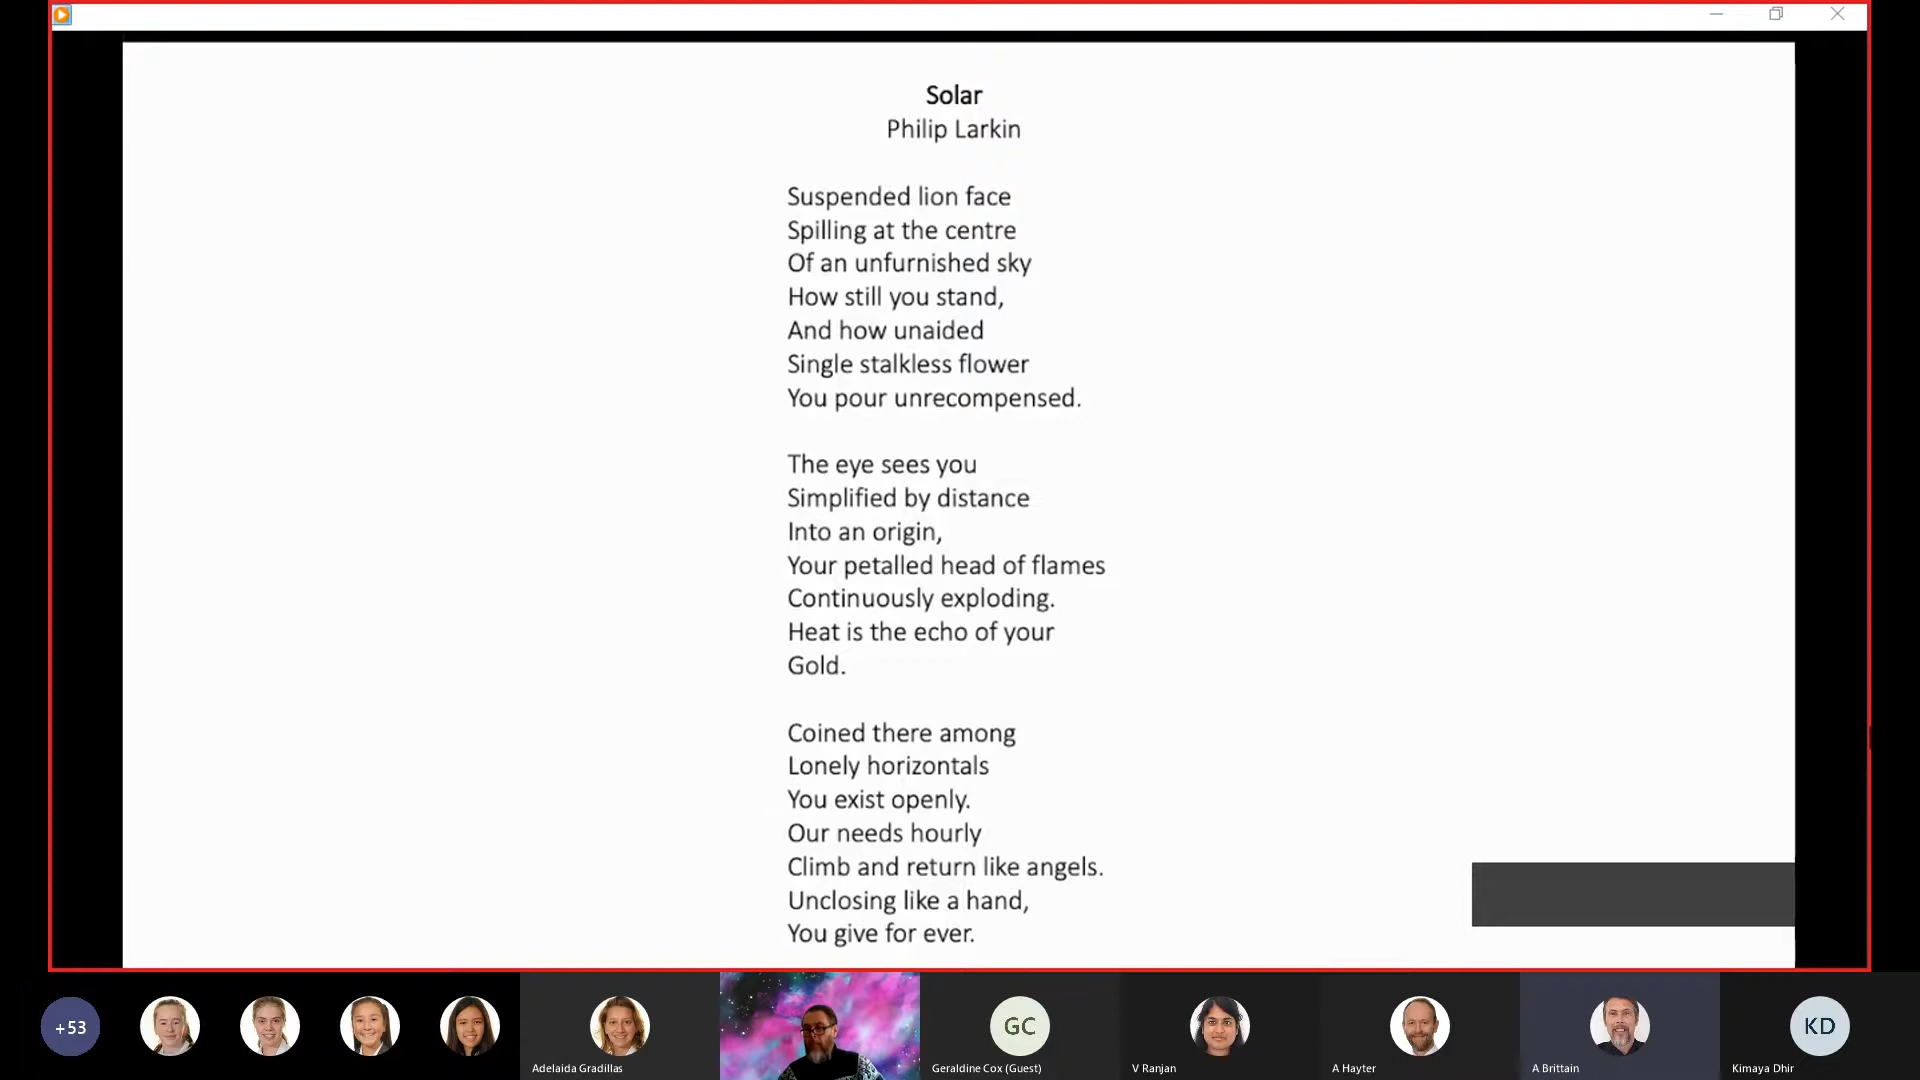 Solar
Philip Larkin
Suspended lion face
Spilling at the centre
Of an unfurnished sky
How still you stand,
And how unaided
Single stalkless flower
You pour unrecompensed.
The eye sees you
Simplified by distance
Into an origin,
Your petalled head of flames
Continuously exploding.
Heat is the echo of your
Gold.
Coined there among
Lonely horizontals
You exist openly.
Our needs hourly
Climb and return like angels.
Unclosing like a hand,
You give for ever.
+53
GC
KD
Adelaida Gradillas
Geraldine Cox (Guest)
V Ranjan
A Hayter
A Brittain
Kimaya Dhir